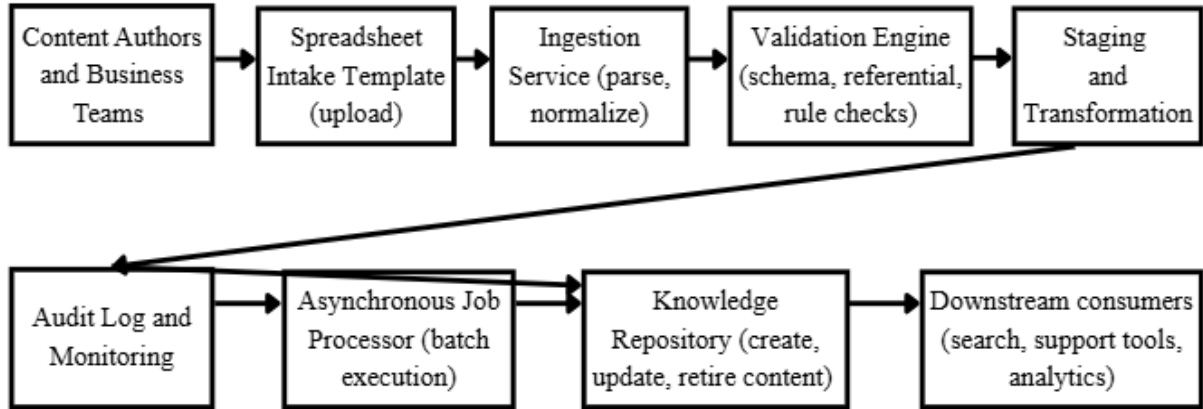 Content Authors
and Business
Teams
Spreadsheet
Intake Template
(upload)
Ingestion
Service (parse,
normalize)
Validation Engine
(schema, referential,
rule checks)
Staging
and
Transformation
Audit Log and
Monitoring
Asynchronous Job
Processor (batch
execution)
Knowledge
Repository (create,
update, retire content)
Downstream consumers
(search, support tools,
analytics)